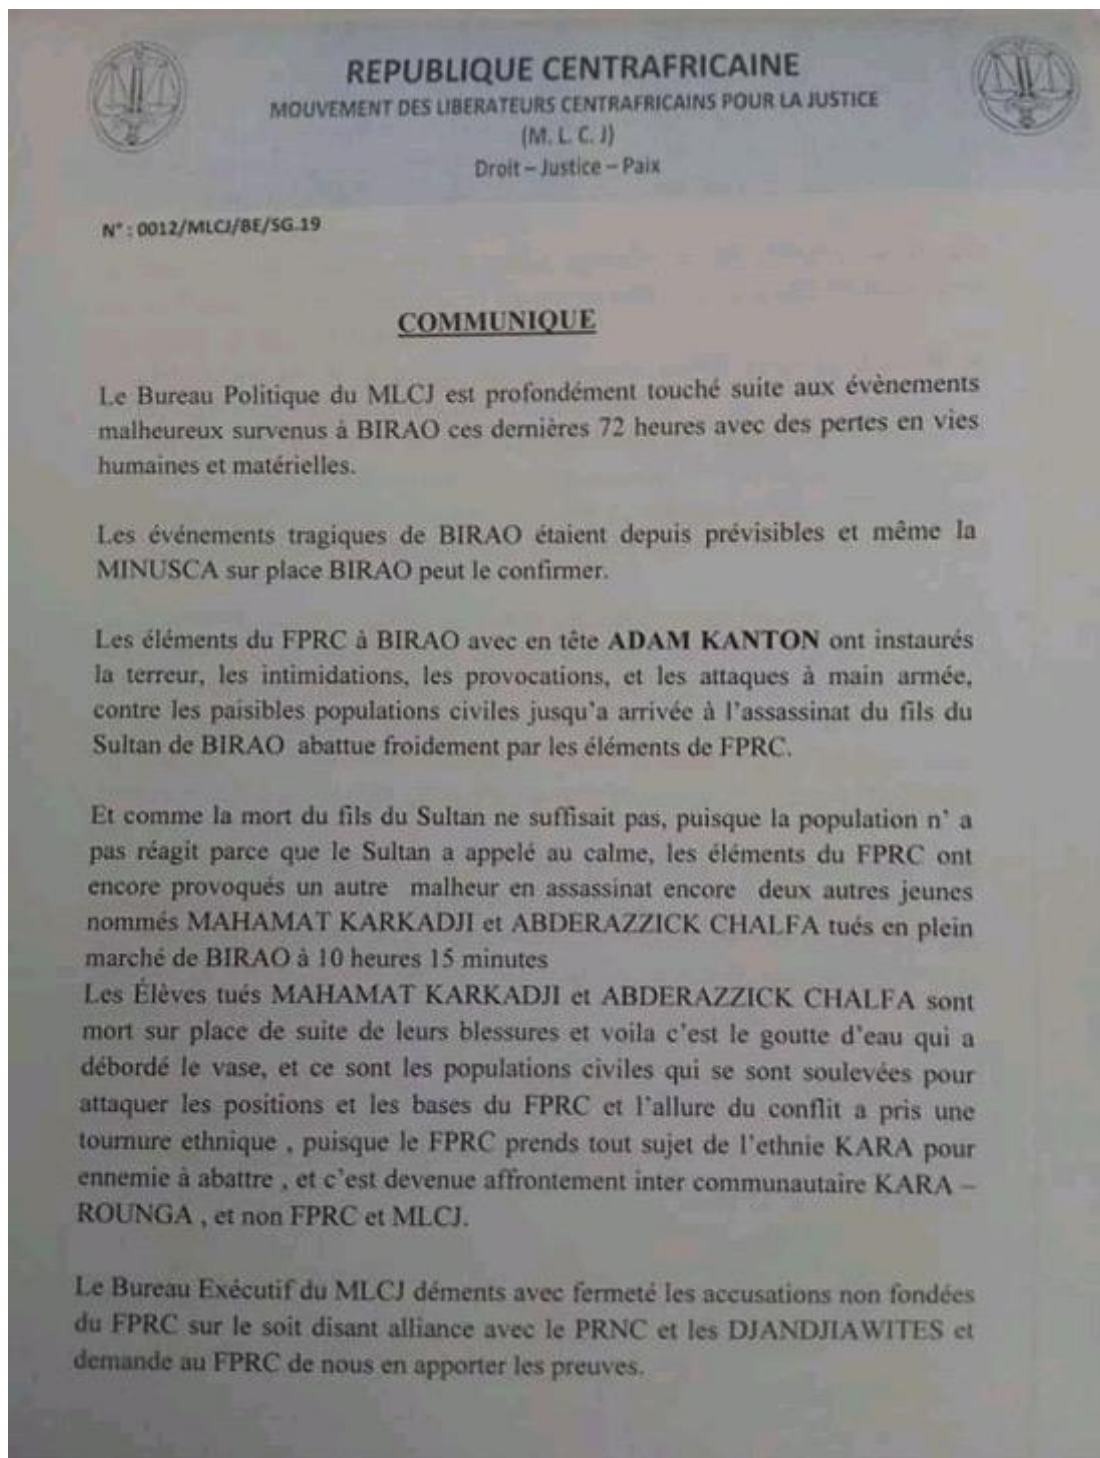 REPUBLIQUE CENTRAFRICAINE
MOUVEMENT DES LIBERATEURS CENTRAFRICAINS POUR LA JUSTICE
(M. L. C. J)
Droit – Justice – Paix
N° : 0012/MLCJ/BE/SG.19
COMMUNIQUE
Le Bureau Politique du MLCJ est profondément touché suite aux évènements
malheureux survenus à BIRAO ces dernières 72 heures avec des pertes en vies
humaines et matérielles.
Les événements tragiques de BIRAO étaient depuis prévisibles et même la
MINUSCA sur place BIRAO peut le confirmer.
Les éléments du FPRC à BIRAO avec en tête ADAM KANTON ont instaurés
la terreur, les intimidations, les provocations, et les attaques à main armée,
contre les paisibles populations civiles jusqu'a arrivée à l'assassinat du fils du
Sultan de BIRAO abattue froidement par les éléments de FPRC.
Et comme la mort du fils du Sultan ne suffisait pas, puisque la population n' a
pas réagit parce que le Sultan a appelé au calme, les éléments du FPRC ont
encore provoqués un autre malheur en assassinat encore deux autres jeunes
nommés MAHAMAT KARKADJI et ABDERAZZICK CHALFA tués en plein
marché de BIRAO à 10 heures 15 minutes
Les Élèves tués MAHAMAT KARKADJI et ABDERAZZICK CHALFA sont
mort sur place de suite de leurs blessures et voila c'est le goutte d'eau qui a
débordé le vase, et ce sont les populations civiles qui se sont soulevées pour
attaquer les positions et les bases du FPRC et l'allure du conflit a pris une
tournure ethnique , puisque le FPRC prends tout sujet de l'ethnie KARA pour
ennemie à abattre , et c'est devenue affrontement inter communautaire KARA –
ROUNGA , et non FPRC et MLCJ.
Le Bureau Exécutif du MLCJ déments avec fermeté les accusations non fondées
du FPRC sur le soit disant alliance avec le PRNC et les DJANDJIAWITES et
demande au FPRC de nous en apporter les preuves.